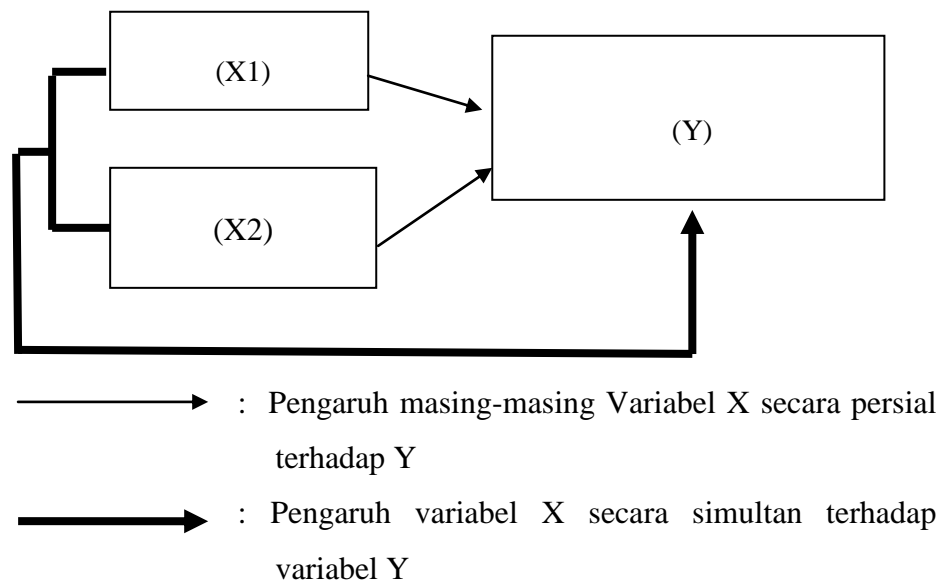 (X1)
(Y)
(X2)
: Pengaruh masing-masing Variabel X secara persial
terhadap Y
: Pengaruh variabel X secara simultan terhadap
variabel Y